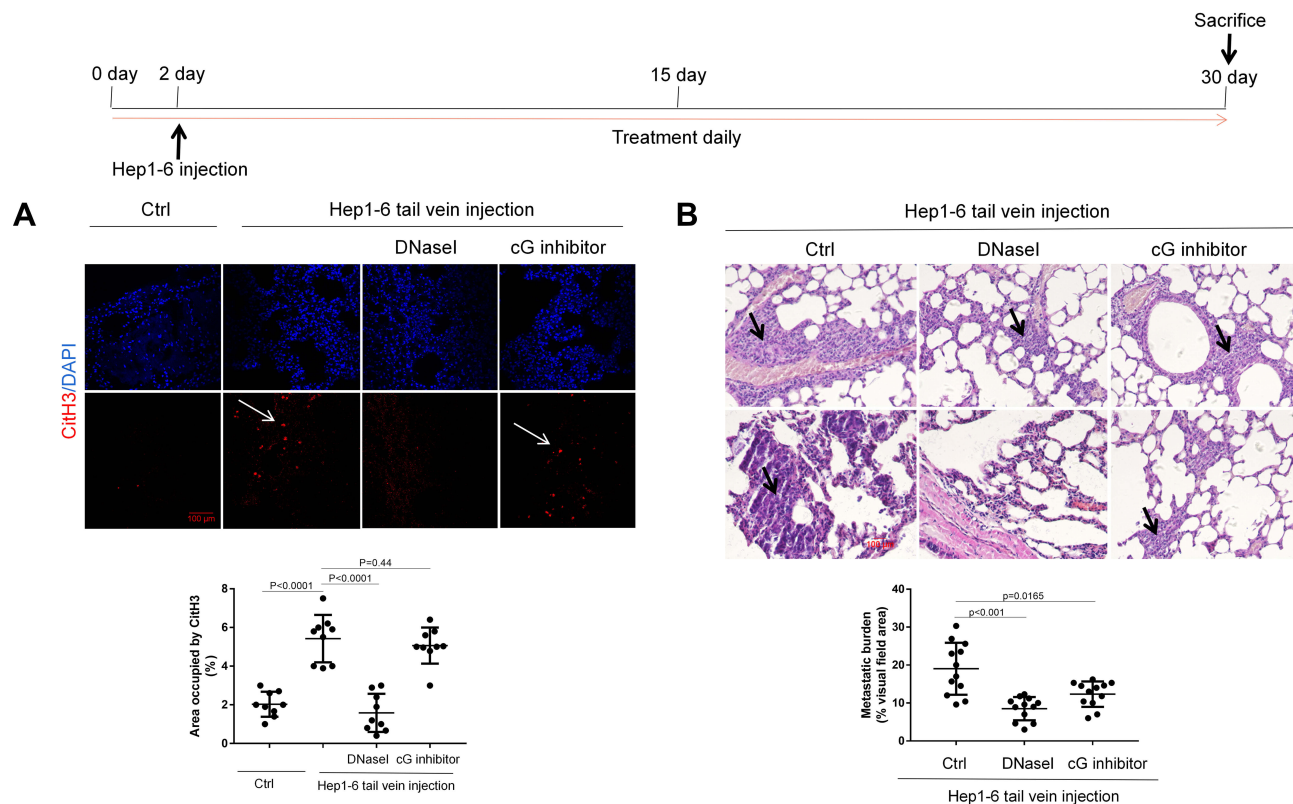 Sacrifice
0 day 2 day 15 day 30 day
Treatment daily
Hep1-6 injection
A
Ctrl Hep1-6 tail vein injection
DNaseI cG inhibitor
CitH3/DAPI
100 μm
P=0.44
P<0.0001 P<0.0001
Area occupied by CitH3
(%)
8
6
4
2
0
DNaseI cG inhibitor
Ctrl Hep1-6 tail vein injection
B
Hep1-6 tail vein injection
Ctrl DNaseI cG inhibitor
100 μm
p=0.0165
p<0.001
Metastatic burden
(% visual field area)
40
30
20
10
0
Ctrl DNaseI cG inhibitor
Hep1-6 tail vein injection